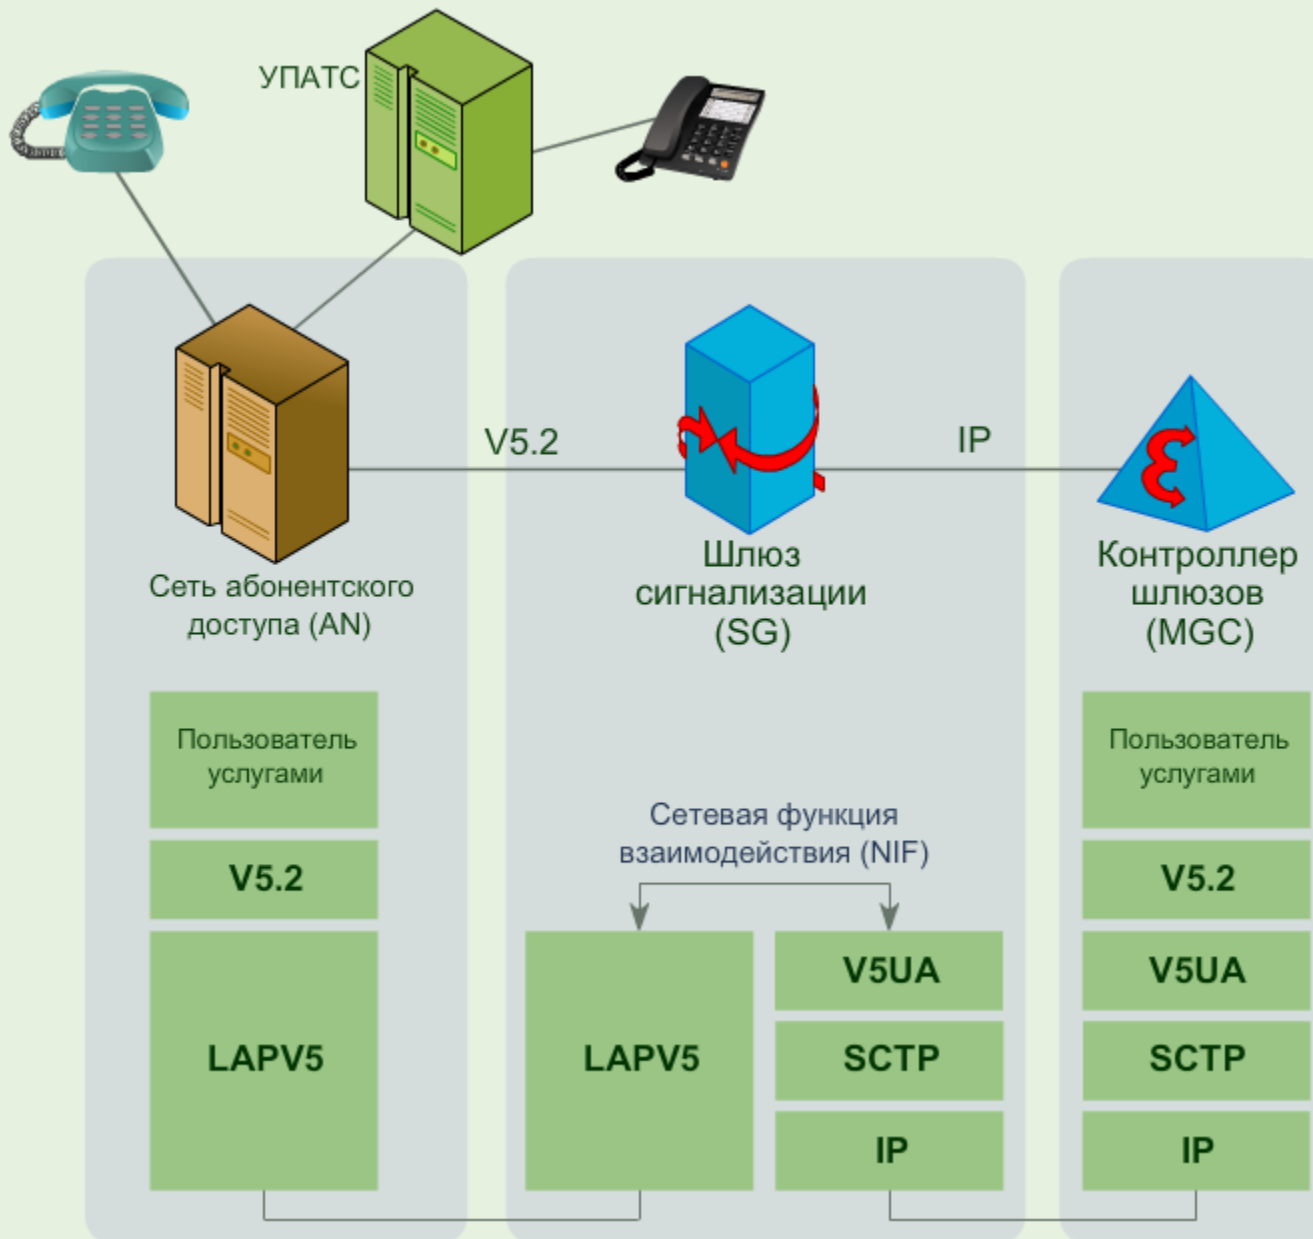 УПАТС
V5.2
IP
Сеть абонентского
доступа (AN)
Шлюз
сигнализации
(SG)
Контроллер
шлюзов
(MGC)
Пользователь
услугами
V5.2
LAPV5
Сетевая функция
взаимодействия (NIF)
LAPV5
V5UA
SCTP
IP
Пользователь
услугами
V5.2
V5UA
SCTP
IP